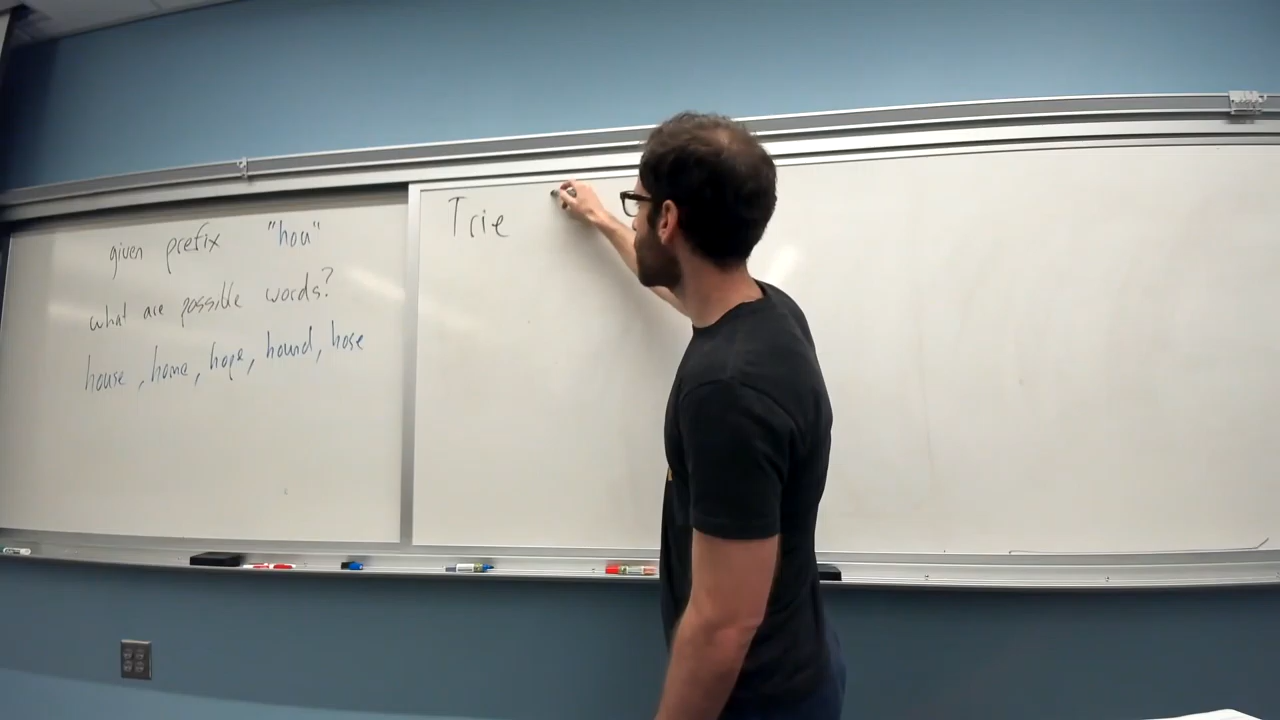 given prefix "hou"
what are possible words?
house, home, hope, hound, hose
Trie